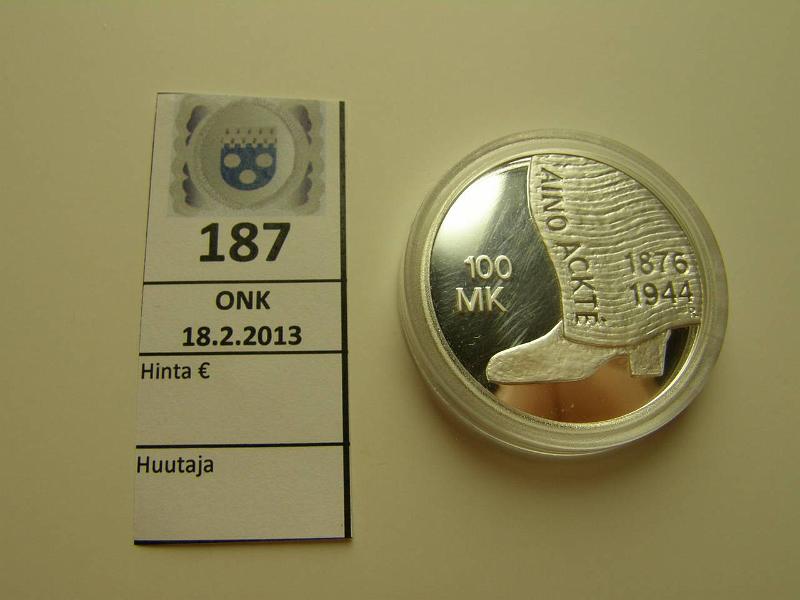 187
ONK
18.2.2013
Hinta €
Huutaja
100
MK
AINO ACKTÉ
1876
1944